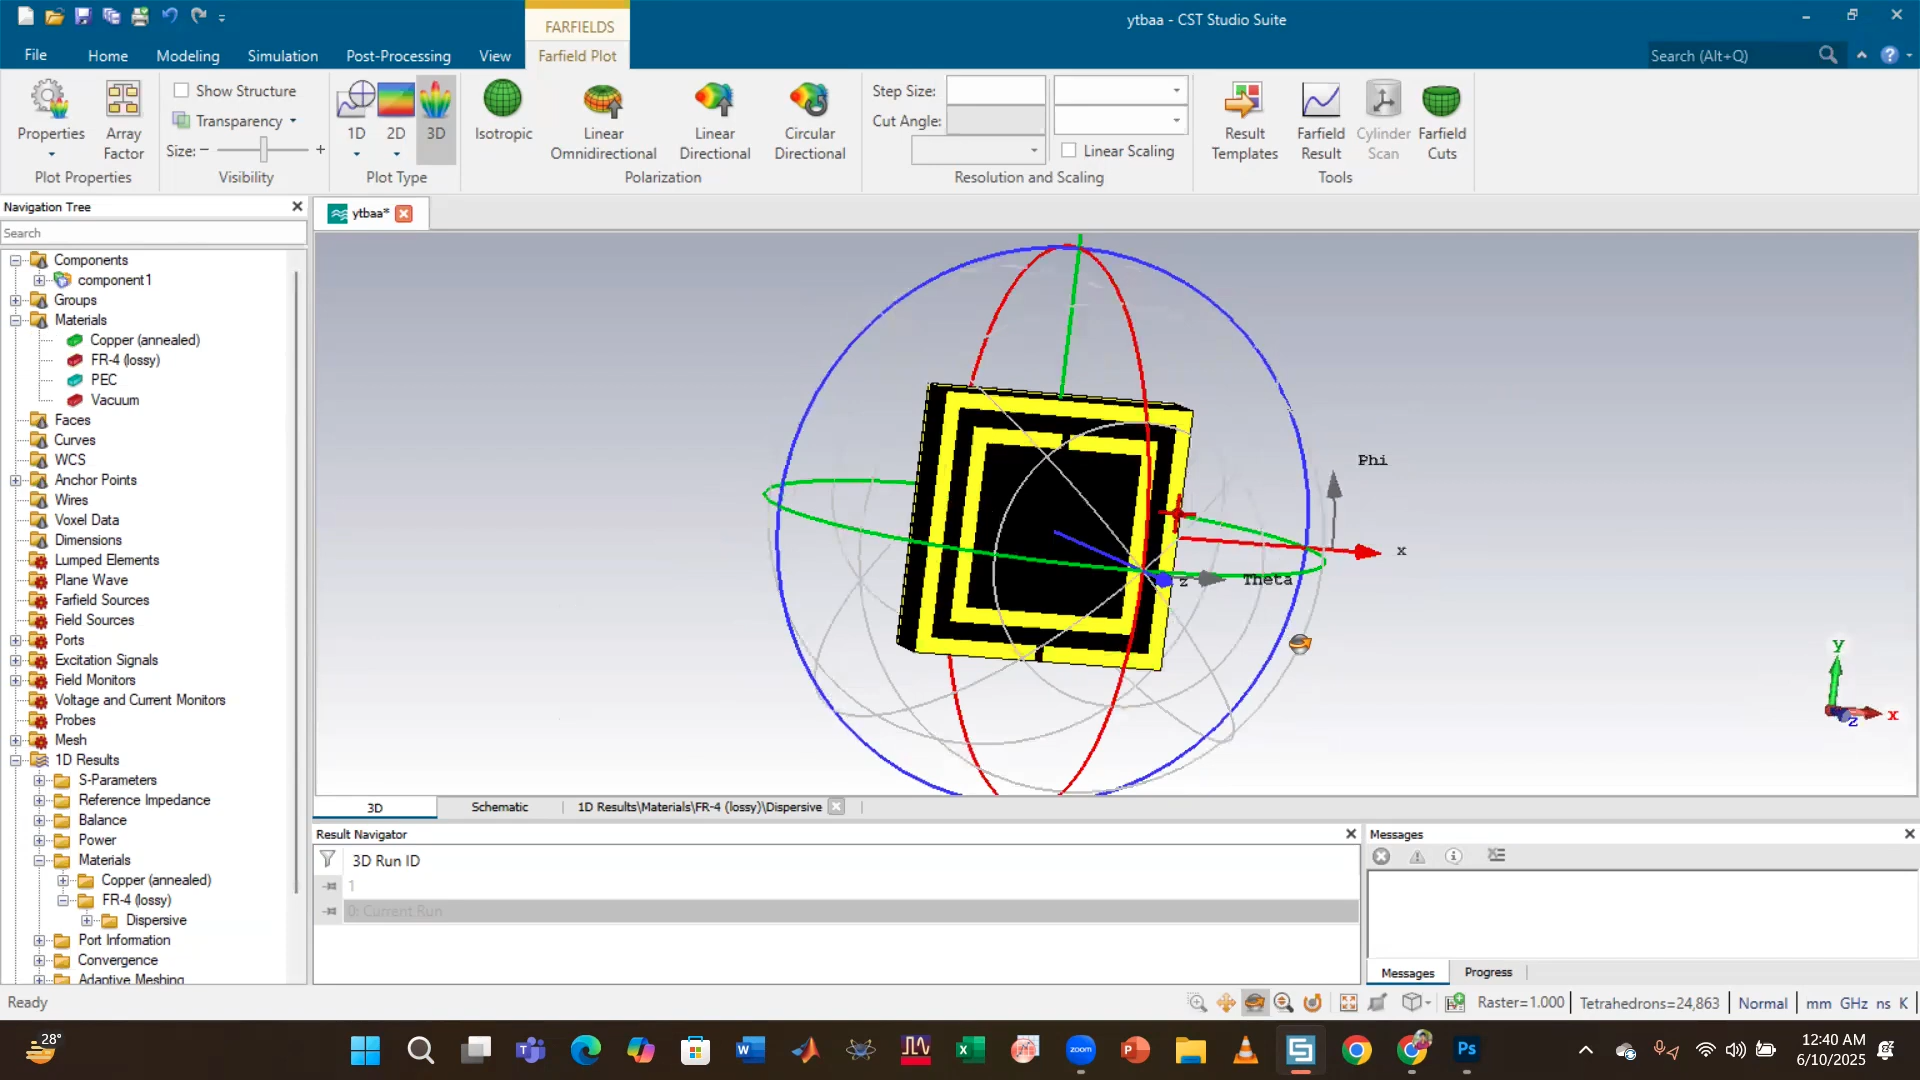 ytbaa - CST Studio Suite
FARFIELDS
File
Home
Modeling
Simulation
Post-Processing
View
Farfield Plot
Search (Alt+Q)
Properties
Array
Factor
Plot Properties
Show Structure
Transparency
Size:
Visibility
1D
2D
3D
Plot Type
Isotropic
Linear
Omnidirectional
Linear
Directional
Circular
Directional
Polarization
Step Size:
Cut Angle:
Linear Scaling
Resolution and Scaling
Result
Templates
Farfield
Result
Cylinder
Scan
Farfield
Cuts
Tools
Navigation Tree
Search
Components
component1
Groups
Materials
Copper (annealed)
FR-4 (lossy)
PEC
Vacuum
Faces
Curves
WCS
Anchor Points
Wires
Voxel Data
Dimensions
Lumped Elements
Plane Wave
Farfield Sources
Field Sources
Ports
Excitation Signals
Field Monitors
Voltage and Current Monitors
Probes
Mesh
1D Results
S-Parameters
Reference Impedance
Balance
Power
Materials
Copper (annealed)
FR-4 (lossy)
Dispersive
Port Information
Convergence
Adaptive Meshing
ytbaa*
Phi
x
z
Theta
y
x
z
3D
Schematic
1D Results\Materials\FR-4 (lossy)\Dispersive
Result Navigator
3D Run ID
1
0: Current Run
Messages
Messages
Progress
Ready
Raster=1.000
Tetrahedrons=24,863
Normal
mm GHz ns K
28°
zoom
12:40 AM
6/10/2025